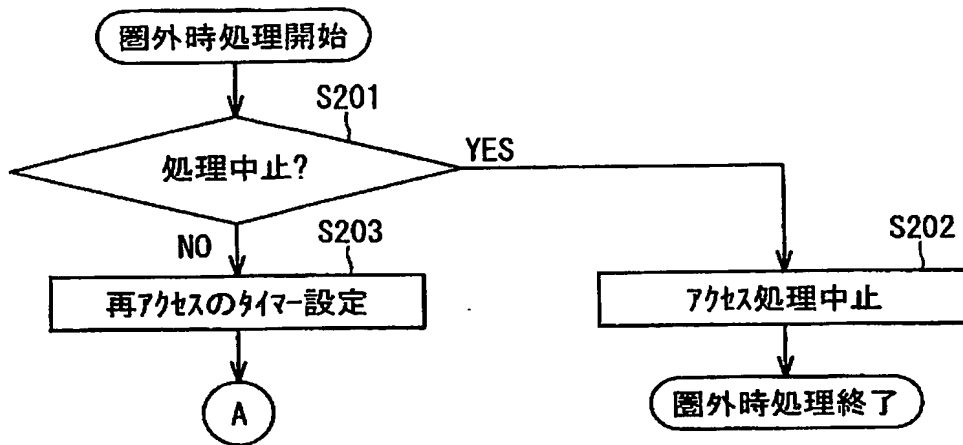 圏外時処理開始
S201
処理中止?
YES
NO
S203
S202
再アクセスのタイマー設定
アクセス処理中止
A
圏外時処理終了